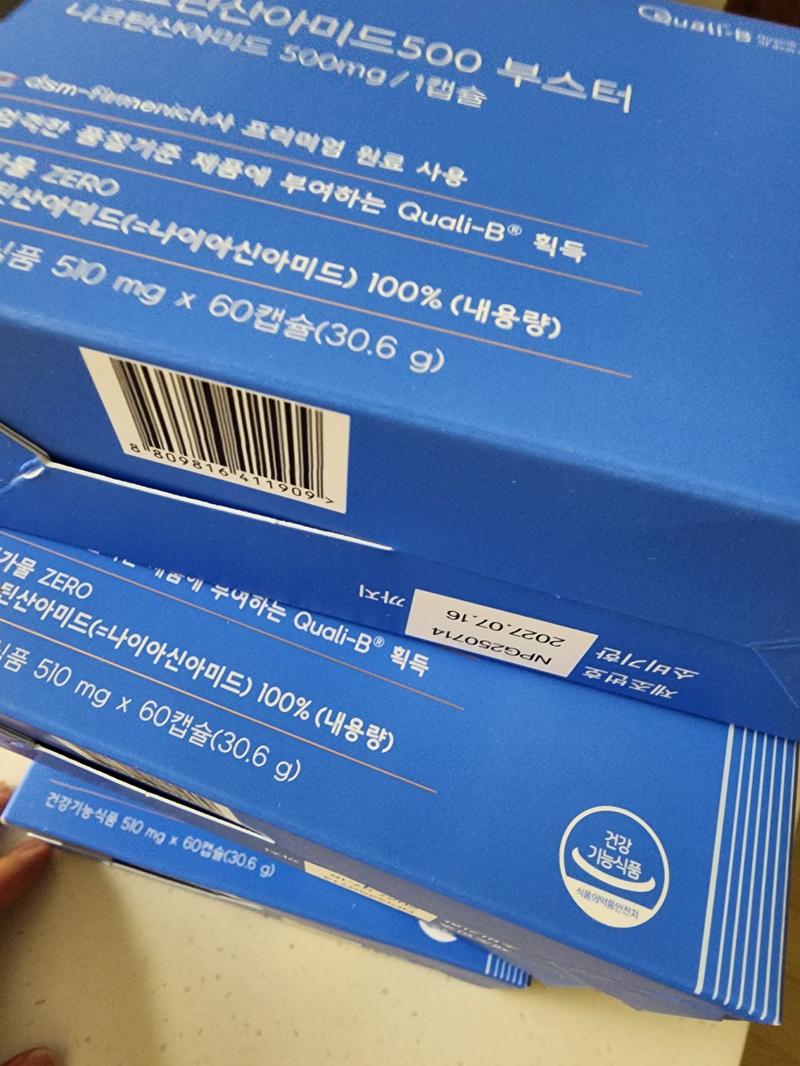 Quali-B
니코틴산아미드500 부스터
니코틴산아미드 500mg / 1캡슐
dsm-firmenich사 프리미엄 원료 사용
엄격한 품질기준 제품에 부여하는 Quali-B® 획득
가물 ZERO
틴산아미드(=나이아신아미드) 100% (내용량)
식품 510 mg x 60캡슐(30.6 g)
8 809816 411909 >
제조번호 NPG250714
소비기한 2027.07.16 까지
제품에 부여하는 Quali-B® 획득
가물 ZERO
틴산아미드(=나이아신아미드) 100% (내용량)
식품 510 mg x 60캡슐(30.6 g)
건강
기능식품
식품의약품안전처
건강기능식품 510 mg x 60캡슐(30.6 g)